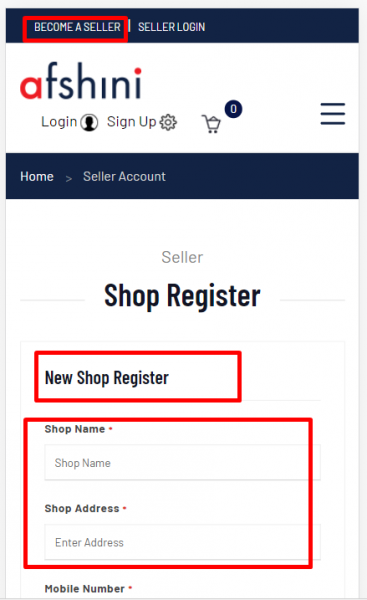 BECOME A SELLER | SELLER LOGIN
afshini
Login Sign Up 0
Home > Seller Account
Seller
Shop Register
New Shop Register
Shop Name *
Shop Name
Shop Address *
Enter Address
Mobile Number *